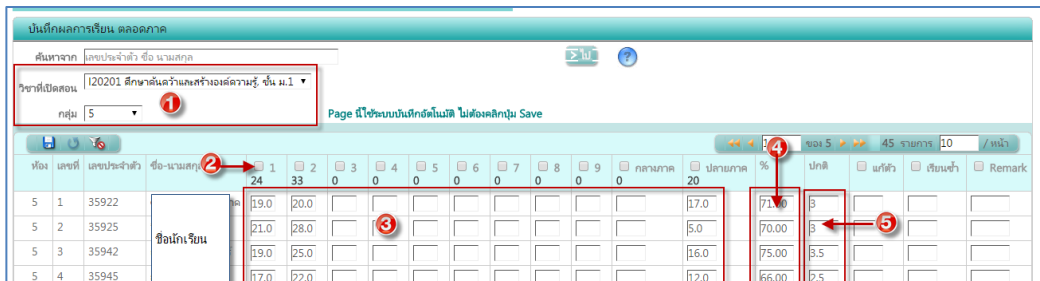 บันทึกผลการเรียน ตลอดภาค
ค้นหาจาก เลขประจำตัว ชื่อ นามสกุล > ไป ?
วิชาที่เปิดสอน I20201 ศึกษาค้นคว้าและสร้างองค์ความรู้, ชั้น ม.1
1
กลุ่ม 5 Page นี้ใช้ระบบบันทึกอัตโนมัติ ไม่ต้องคลิกปุ่ม Save
1 4 ของ 5 45 รายการ 10 / หน้า
ห้อง เลขที่ เลขประจำตัว ชื่อ-นามสกุล 2 1 2 3 4 5 6 7 8 9 กลางภาค ปลายภาค % ปกติ แก้ตัว เรียนซ้ำ Remark
24 33 0 0 0 0 0 0 0 0 20
5 1 35922 19.0 20.0 17.0 71.00 3
5 2 35925 21.0 28.0 3 5.0 70.00 3 5
ชื่อนักเรียน
5 3 35942 19.0 25.0 16.0 75.00 3.5
5 4 35945 17.0 22.0 12.0 66.00 2.5